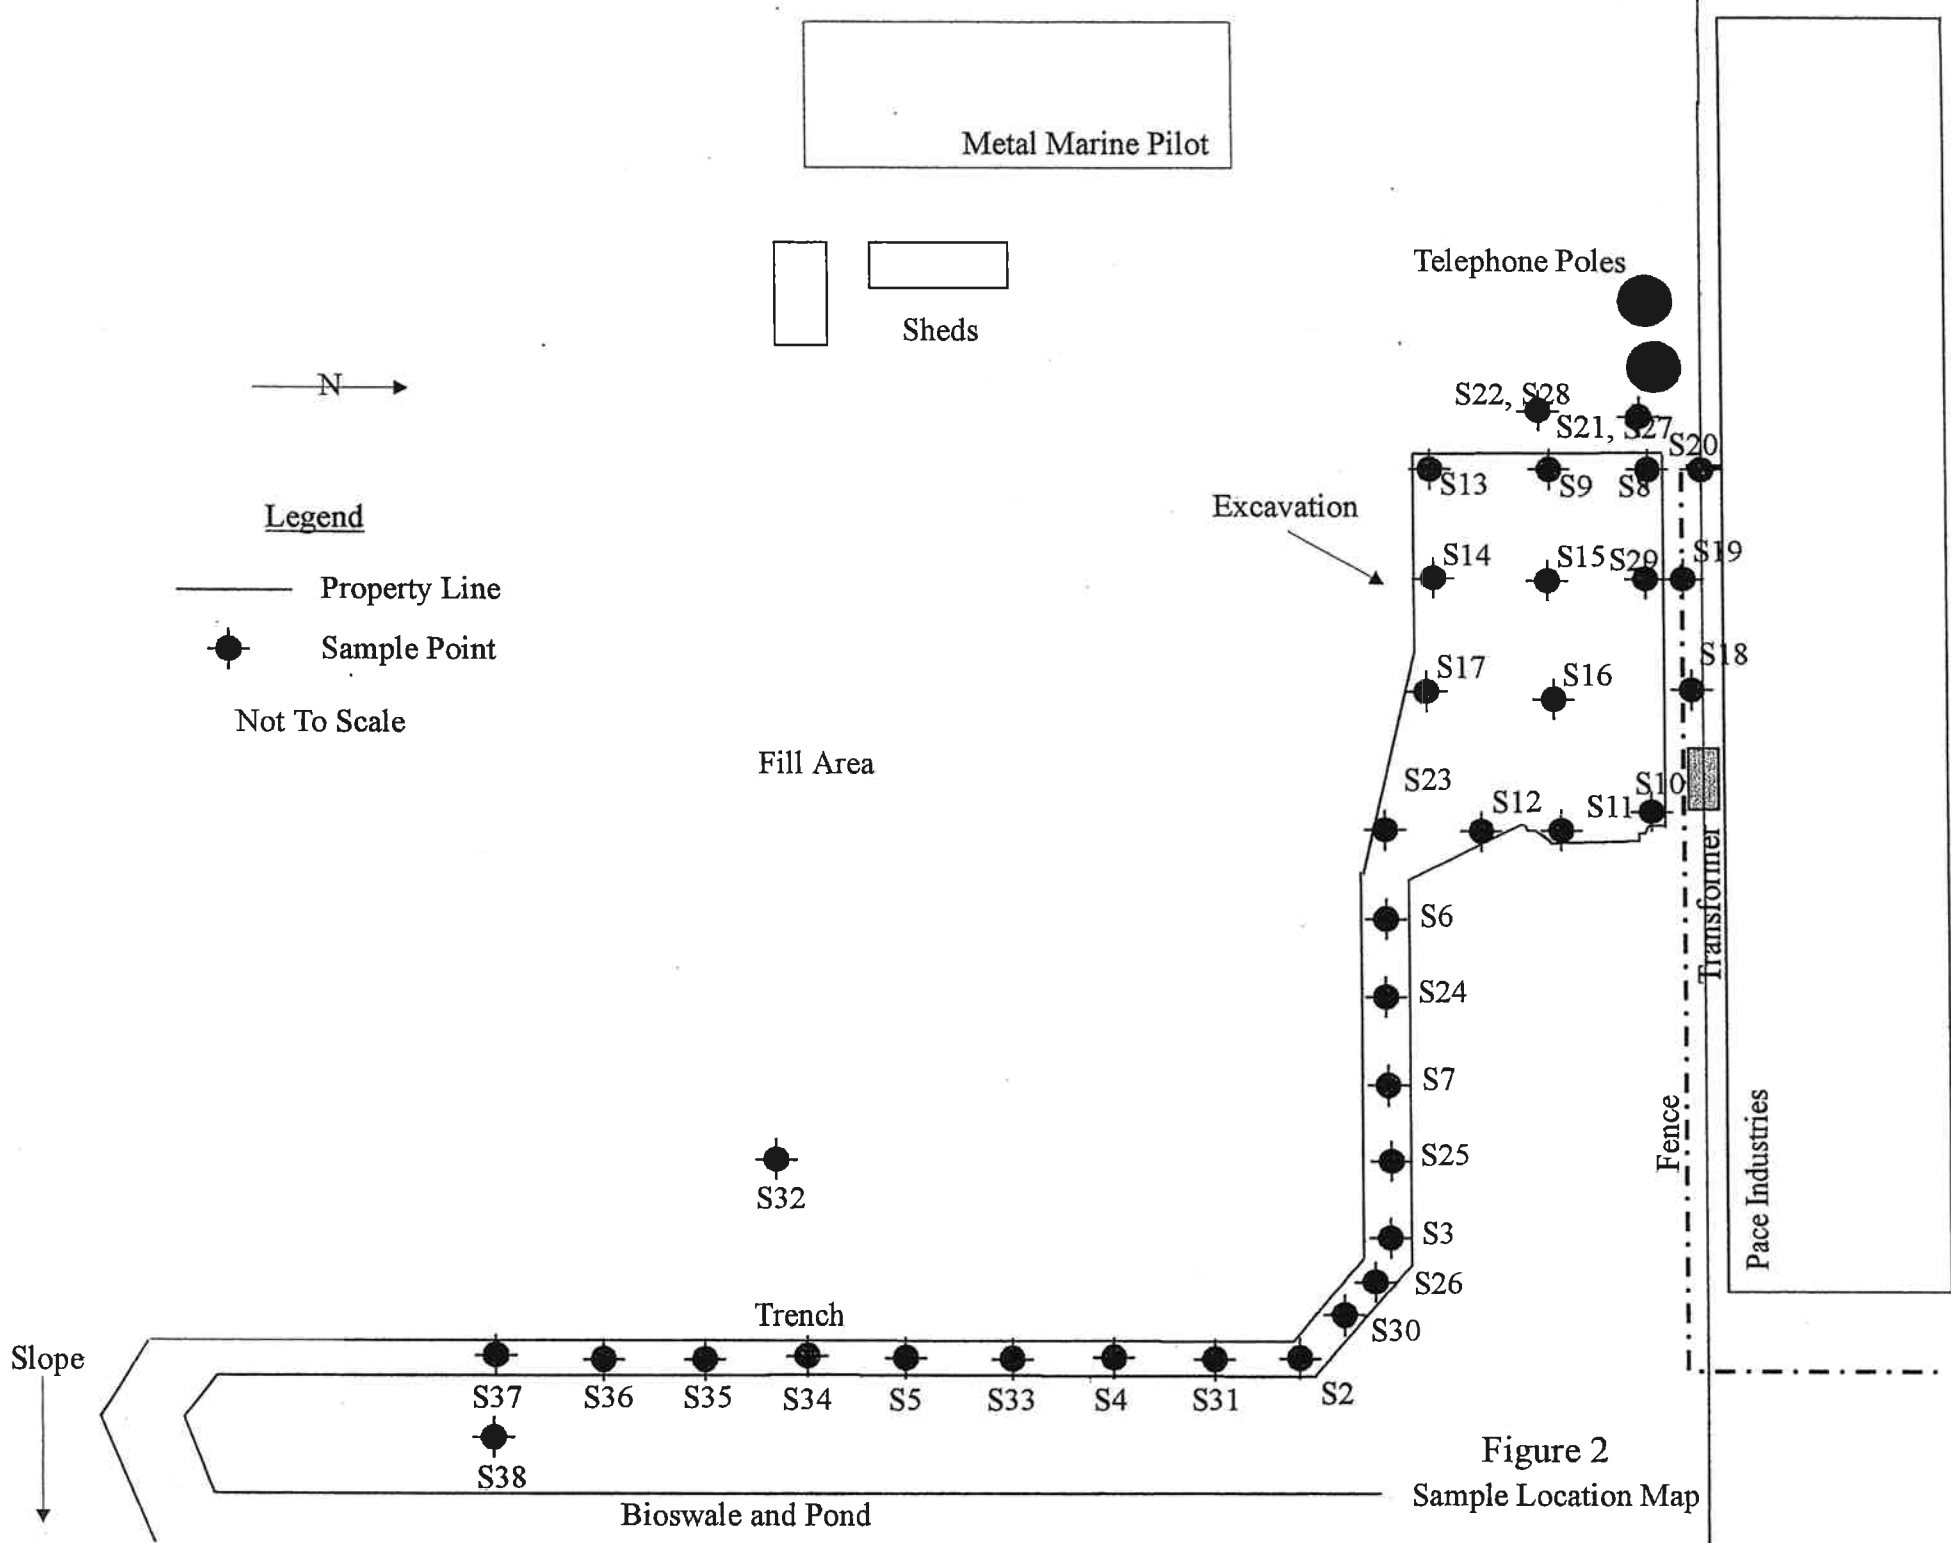 Metal Marine Pilot
Telephone Poles
Sheds
N
S22, S28
S21, S27
S20
S13
S9
S8
Excavation
Legend
S14
S15
S29
S19
Property Line
Sample Point
S17
S16
S18
Not To Scale
Fill Area
S23
S12
S11
S10
Transformer
S6
S24
S7
S25
Fence
Pace Industries
S32
S3
S26
S30
Trench
Slope
S37
S36
S35
S34
S5
S33
S4
S31
S2
S38
Bioswale and Pond
Figure 2
Sample Location Map